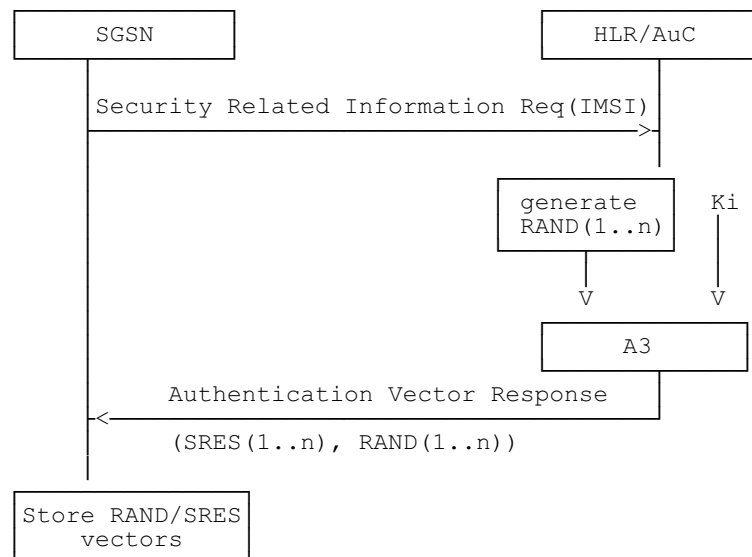 SGSN
HLR/AuC
Security Related Information Req(IMSI)
generate
RAND(1..n)
Ki
V
V
A3
Authentication Vector Response
(SRES(1..n), RAND(1..n))
Store RAND/SRES
vectors